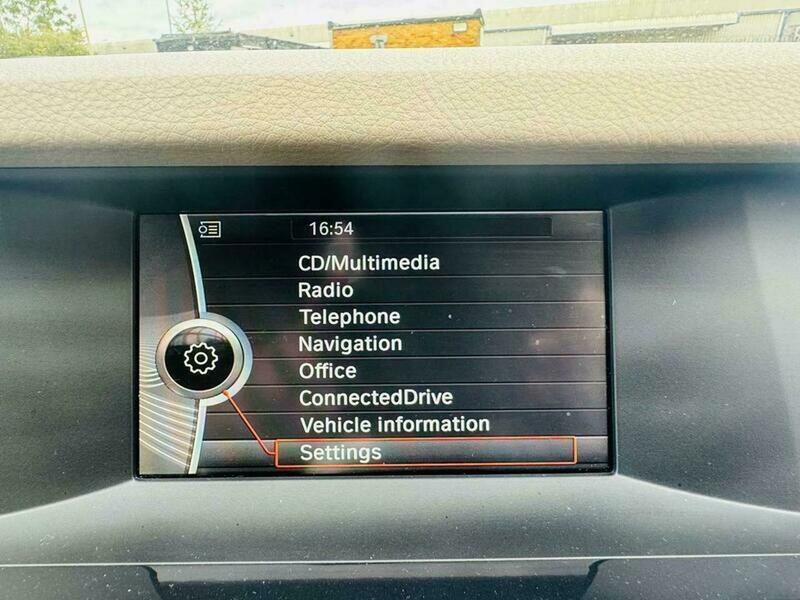 16:54
CD/Multimedia
Radio
Telephone
Navigation
Office
ConnectedDrive
Vehicle information
Settings